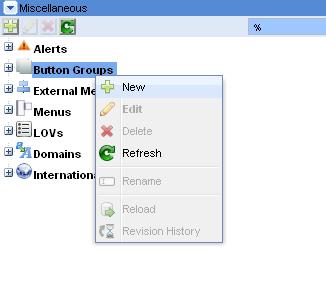 Miscellaneous
%
Alerts
Button Groups
New
External Me
Edit
Menus
Delete
LOVs
Refresh
Domains
Internationa
Rename
Reload
Revision History